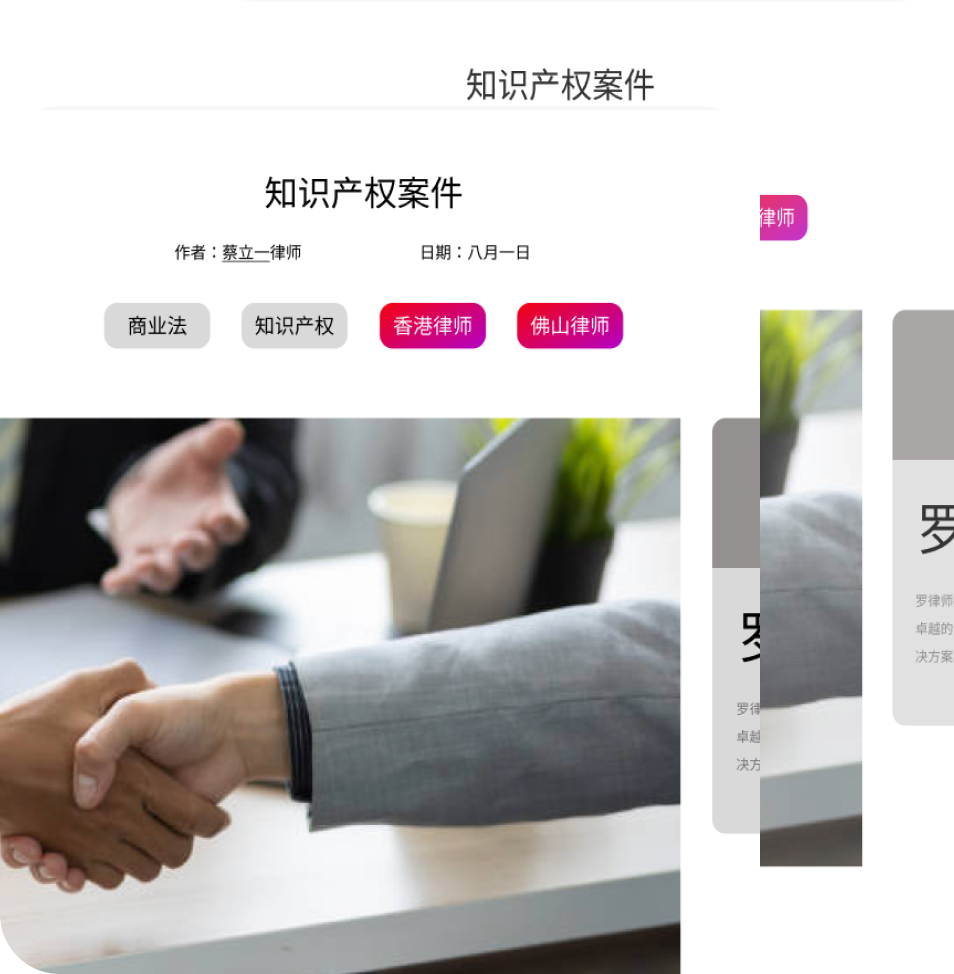 知识产权案件
知识产权案件
律师
作者：蔡立一律师
日期：八月一日
商业法
知识产权
香港律师
佛山律师
罗
罗律师
卓越的
决方案
罗律
卓越
决方